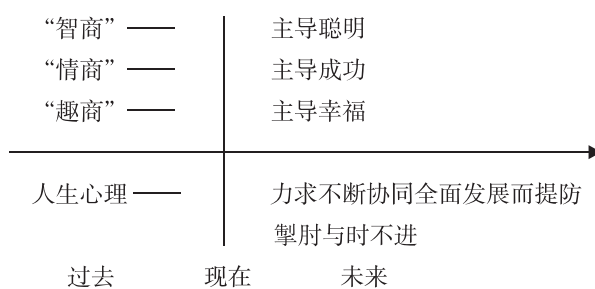 “智商”—— 主导聪明
“情商”—— 主导成功
“趣商”—— 主导幸福
人生心理—— 力求不断协同全面发展而提防
掣肘与时不进
过去 现在 未来